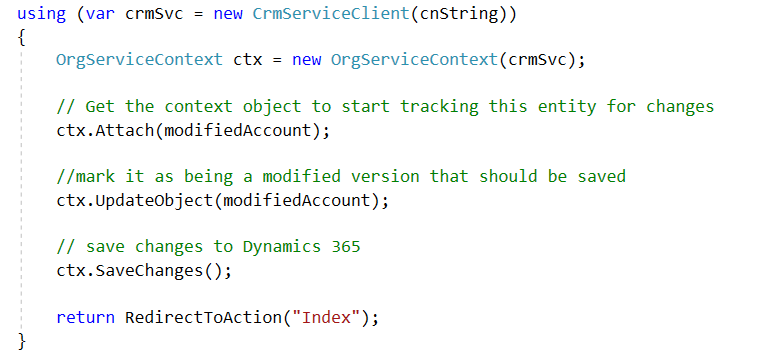 using (var crmSvc = new CrmServiceClient(cnString))
{
OrgServiceContext ctx = new OrgServiceContext(crmSvc);
// Get the context object to start tracking this entity for changes
ctx.Attach(modifiedAccount);
//mark it as being a modified version that should be saved
ctx.UpdateObject(modifiedAccount);
// save changes to Dynamics 365
ctx.SaveChanges();
return RedirectToAction("Index");
}